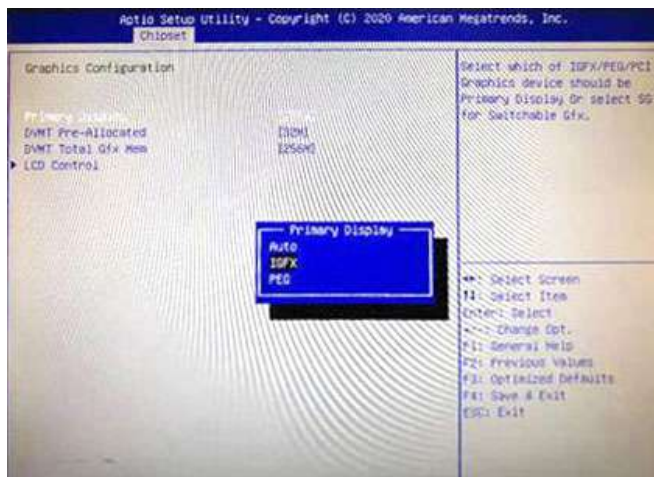 Aptio Setup Utility - Copyright (C) 2020 American Megatrends, Inc.
Chipset
Graphics Configuration
Select which of IGFX/PEG/PCI
Graphics device should be
Primary Display Or select SG
for Switchable Gfx.
Primary Display
DVMT Pre-Allocated [32M]
DVMT Total Gfx Mem [256M]
LCD Control
Primary Display
Auto
IGFX
PEG
: Select Screen
: Select Item
Enter: Select
+/-: Change Opt.
F1: General Help
F2: Previous Values
F3: Optimized Defaults
F4: Save & Exit
ESC: Exit